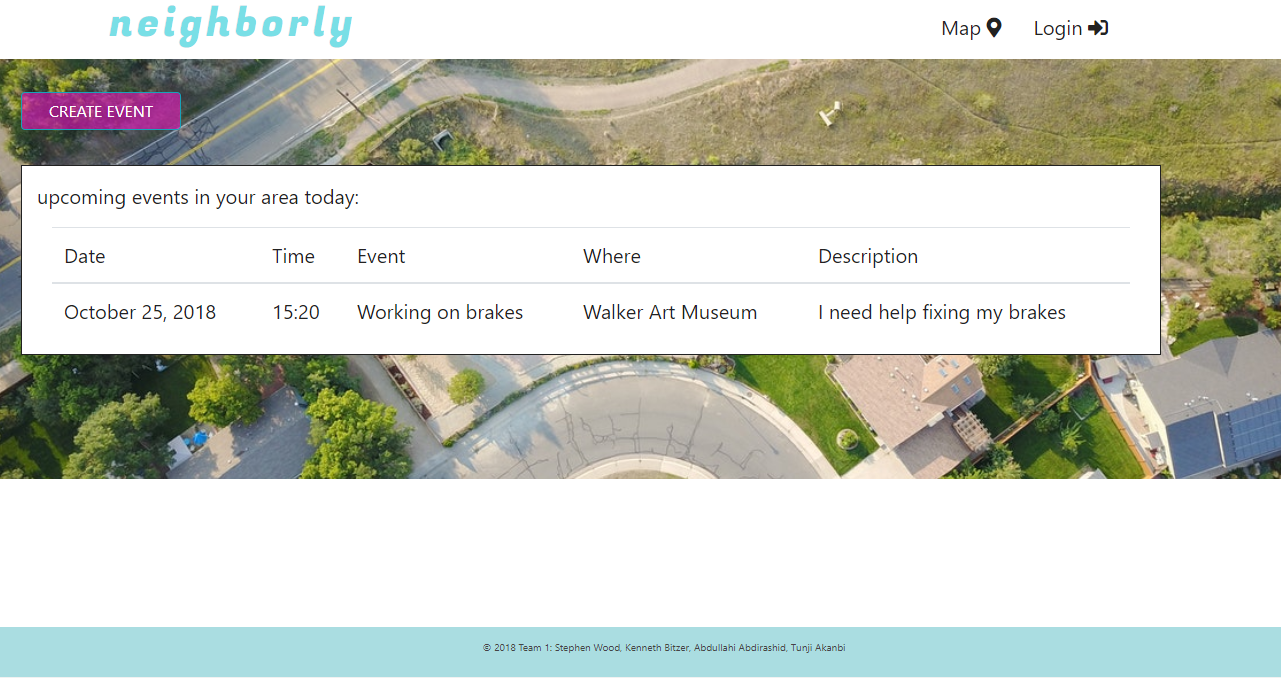 neighborly
Map Login
CREATE EVENT
upcoming events in your area today:
Date Time Event Where Description
October 25, 2018 15:20 Working on brakes Walker Art Museum I need help fixing my brakes
© 2018 Team 1: Stephen Wood, Kenneth Bitzer, Abdullahi Abdirashid, Tunji Akanbi